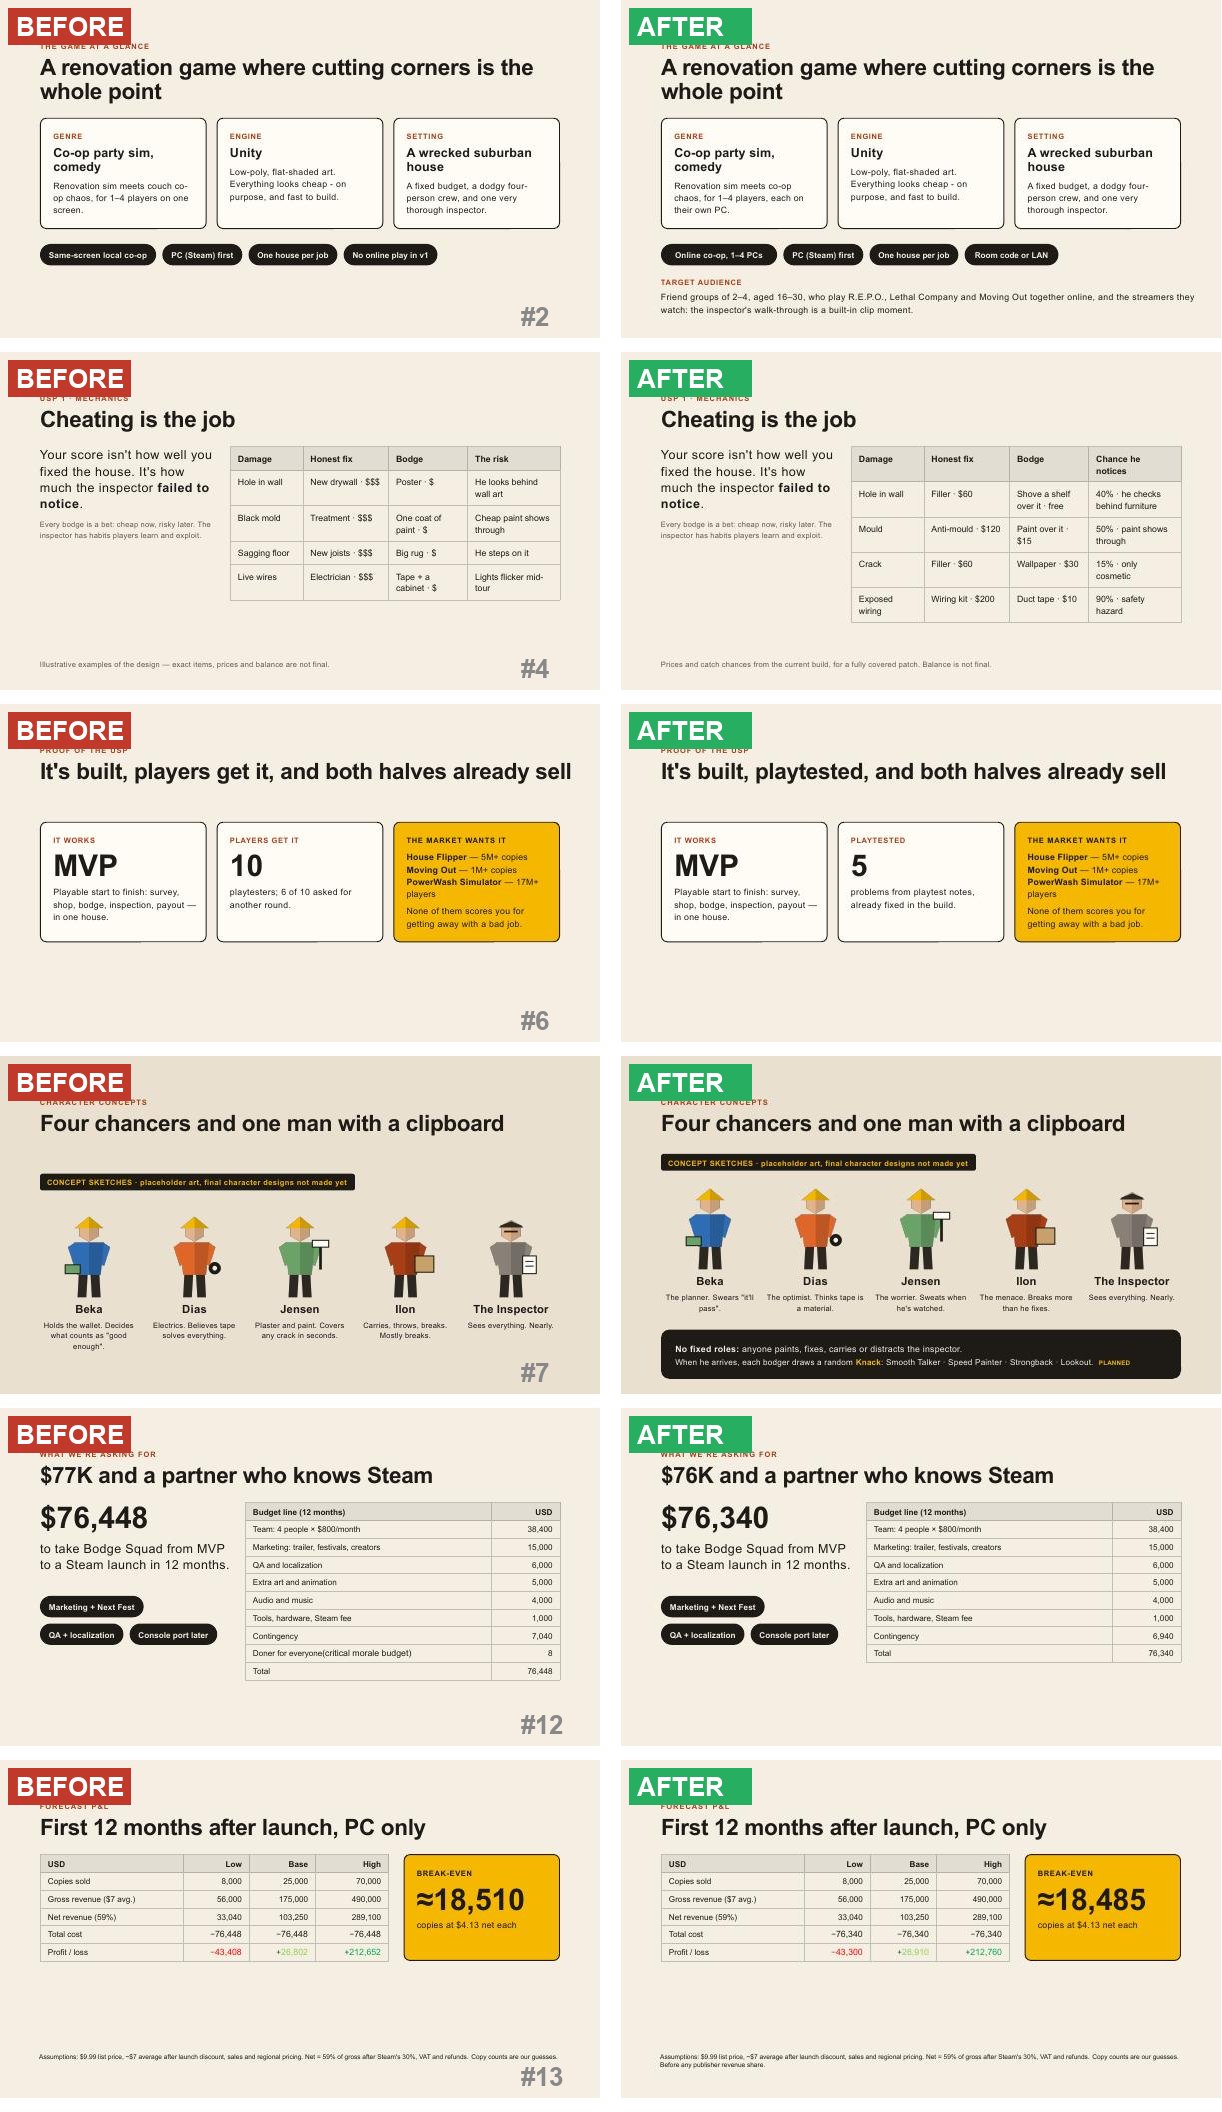 BEFORE
THE GAME AT A GLANCE
A renovation game where cutting corners is the
whole point
GENRE
Co-op party sim,
comedy
Renovation sim meets couch co-
op chaos, for 1–4 players on one
screen.
ENGINE
Unity
Low-poly, flat-shaded art.
Everything looks cheap - on
purpose, and fast to build.
SETTING
A wrecked suburban
house
A fixed budget, a dodgy four-
person crew, and one very
thorough inspector.
Same-screen local co-op
PC (Steam) first
One house per job
No online play in v1
#2
AFTER
THE GAME AT A GLANCE
A renovation game where cutting corners is the
whole point
GENRE
Co-op party sim,
comedy
Renovation sim meets co-op
chaos, for 1–4 players, each on
their own PC.
ENGINE
Unity
Low-poly, flat-shaded art.
Everything looks cheap - on
purpose, and fast to build.
SETTING
A wrecked suburban
house
A fixed budget, a dodgy four-
person crew, and one very
thorough inspector.
Online co-op, 1–4 PCs
PC (Steam) first
One house per job
Room code or LAN
TARGET AUDIENCE
Friend groups of 2–4, aged 16–30, who play R.E.P.O., Lethal Company and Moving Out together online, and the streamers they
watch: the inspector's walk-through is a built-in clip moment.
BEFORE
USP 1 · MECHANICS
Cheating is the job
Your score isn't how well you
fixed the house. It's how
much the inspector failed to
notice.
Every bodge is a bet: cheap now, risky later. The
inspector has habits players learn and exploit.
Damage Honest fix Bodge The risk
Hole in wall New drywall · $$$ Poster · $ He looks behind
wall art
Black mold Treatment · $$$ One coat of
paint · $ Cheap paint shows
through
Sagging floor New joists · $$$ Big rug · $ He steps on it
Live wires Electrician · $$$ Tape + a
cabinet · $ Lights flicker mid-
tour
Illustrative examples of the design — exact items, prices and balance are not final.
#4
AFTER
USP 1 · MECHANICS
Cheating is the job
Your score isn't how well you
fixed the house. It's how
much the inspector failed to
notice.
Every bodge is a bet: cheap now, risky later. The
inspector has habits players learn and exploit.
Damage Honest fix Bodge Chance he
notices
Hole in wall Filler · $60 Shove a shelf
over it · free 40% · he checks
behind furniture
Mould Anti-mould · $120 Paint over it ·
$15 50% · paint shows
through
Crack Filler · $60 Wallpaper · $30 15% · only
cosmetic
Exposed
wiring Wiring kit · $200 Duct tape · $10 90% · safety
hazard
Prices and catch chances from the current build, for a fully covered patch. Balance is not final.
BEFORE
PROOF OF THE USP
It's built, players get it, and both halves already sell
IT WORKS
MVP
Playable start to finish: survey,
shop, bodge, inspection, payout —
in one house.
PLAYERS GET IT
10
playtesters; 6 of 10 asked for
another round.
THE MARKET WANTS IT
House Flipper — 5M+ copies
Moving Out — 1M+ copies
PowerWash Simulator — 17M+
players
None of them scores you for
getting away with a bad job.
#6
AFTER
PROOF OF THE USP
It's built, playtested, and both halves already sell
IT WORKS
MVP
Playable start to finish: survey,
shop, bodge, inspection, payout —
in one house.
PLAYTESTED
5
problems from playtest notes,
already fixed in the build.
THE MARKET WANTS IT
House Flipper — 5M+ copies
Moving Out — 1M+ copies
PowerWash Simulator — 17M+
players
None of them scores you for
getting away with a bad job.
BEFORE
CHARACTER CONCEPTS
Four chancers and one man with a clipboard
CONCEPT SKETCHES · placeholder art, final character designs not made yet
Beka
Holds the wallet. Decides
what counts as "good
enough".
Dias
Electrics. Believes tape
solves everything.
Jensen
Plaster and paint. Covers
any crack in seconds.
Ilon
Carries, throws, breaks.
Mostly breaks.
The Inspector
Sees everything. Nearly.
#7
AFTER
CHARACTER CONCEPTS
Four chancers and one man with a clipboard
CONCEPT SKETCHES · placeholder art, final character designs not made yet
Beka
The planner. Swears "it'll
pass".
Dias
The optimist. Thinks tape is
a material.
Jensen
The worrier. Sweats when
he's watched.
Ilon
The menace. Breaks more
than he fixes.
The Inspector
Sees everything. Nearly.
No fixed roles: anyone paints, fixes, carries or distracts the inspector.
When he arrives, each bodger draws a random Knack: Smooth Talker · Speed Painter · Strongback · Lookout. PLANNED
BEFORE
WHAT WE'RE ASKING FOR
$77K and a partner who knows Steam
$76,448
to take Bodge Squad from MVP
to a Steam launch in 12 months.
Marketing + Next Fest
QA + localization
Console port later
Budget line (12 months) USD
Team: 4 people × $800/month 38,400
Marketing: trailer, festivals, creators 15,000
QA and localization 6,000
Extra art and animation 5,000
Audio and music 4,000
Tools, hardware, Steam fee 1,000
Contingency 7,040
Doner for everyone(critical morale budget) 8
Total 76,448
#12
AFTER
WHAT WE'RE ASKING FOR
$76K and a partner who knows Steam
$76,340
to take Bodge Squad from MVP
to a Steam launch in 12 months.
Marketing + Next Fest
QA + localization
Console port later
Budget line (12 months) USD
Team: 4 people × $800/month 38,400
Marketing: trailer, festivals, creators 15,000
QA and localization 6,000
Extra art and animation 5,000
Audio and music 4,000
Tools, hardware, Steam fee 1,000
Contingency 6,940
Total 76,340
BEFORE
FORECAST P&L
First 12 months after launch, PC only
USD Low Base High
Copies sold 8,000 25,000 70,000
Gross revenue ($7 avg.) 56,000 175,000 490,000
Net revenue (59%) 33,040 103,250 289,100
Total cost −76,448 −76,448 −76,448
Profit / loss −43,408 +26,802 +212,652
BREAK-EVEN
≈18,510
copies at $4.13 net each
Assumptions: $9.99 list price, ~$7 average after launch discount, sales and regional pricing. Net = 59% of gross after Steam's 30%, VAT and refunds. Copy counts are our guesses.
#13
AFTER
FORECAST P&L
First 12 months after launch, PC only
USD Low Base High
Copies sold 8,000 25,000 70,000
Gross revenue ($7 avg.) 56,000 175,000 490,000
Net revenue (59%) 33,040 103,250 289,100
Total cost −76,340 −76,340 −76,340
Profit / loss −43,300 +26,910 +212,760
BREAK-EVEN
≈18,485
copies at $4.13 net each
Assumptions: $9.99 list price, ~$7 average after launch discount, sales and regional pricing. Net = 59% of gross after Steam's 30%, VAT and refunds. Copy counts are our guesses.
Before any publisher revenue share.